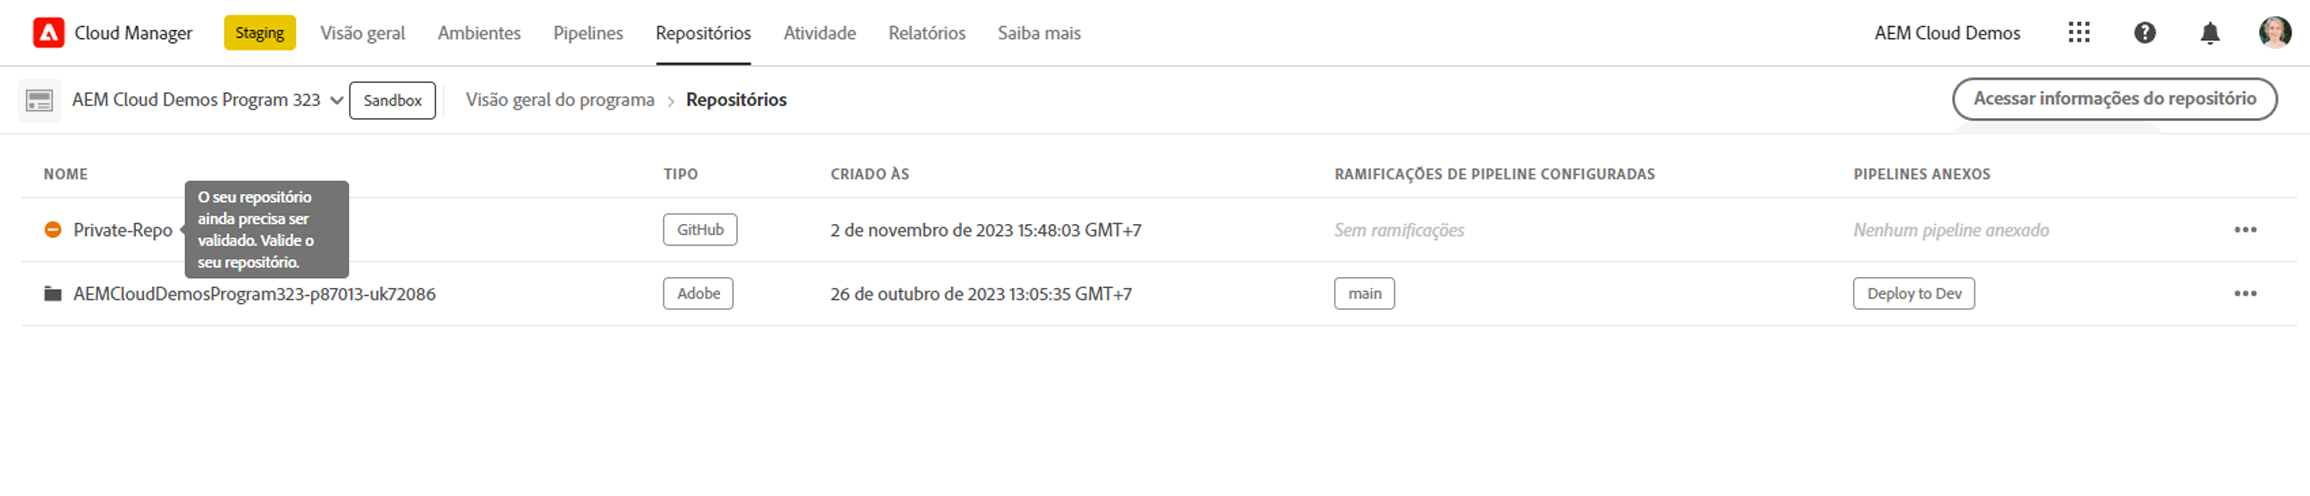 Cloud Manager Staging Visão geral Ambientes Pipelines Repositórios Atividade Relatórios Saiba mais AEM Cloud Demos
AEM Cloud Demos Program 323 Sandbox Visão geral do programa > Repositórios Acessar informações do repositório
NOME TIPO CRIADO ÀS RAMIFICAÇÕES DE PIPELINE CONFIGURADAS PIPELINES ANEXOS
O seu repositório
ainda precisa ser
validado. Valide o
seu repositório.
Private-Repo GitHub 2 de novembro de 2023 15:48:03 GMT+7 Sem ramificações Nenhum pipeline anexado
AEMCloudDemosProgram323-p87013-uk72086 Adobe 26 de outubro de 2023 13:05:35 GMT+7 main Deploy to Dev